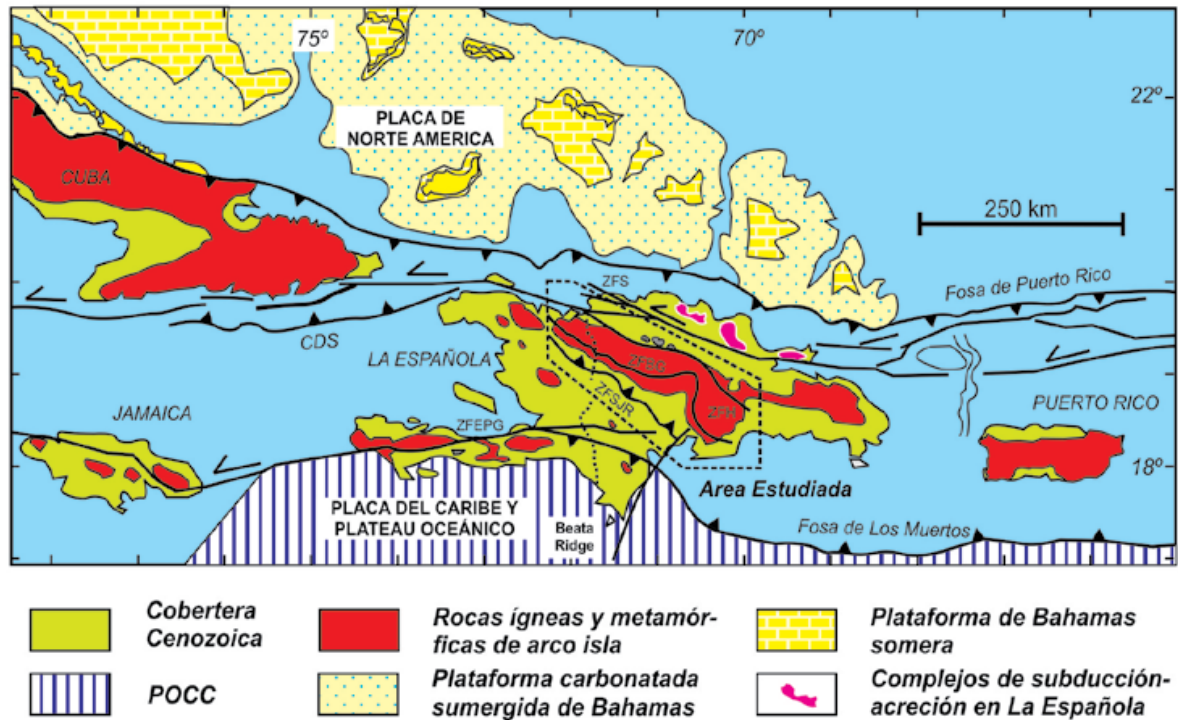 75º
70º
22º
PLACA DE
NORTE AMERICA
CUBA
250 km
ZFS
Fosa de Puerto Rico
CDS
LA ESPAÑOLA
ZFBG
ZFSJR
ZFH
JAMAICA
ZFEPG
PUERTO RICO
18º
Area Estudiada
PLACA DEL CARIBE Y
PLATEAU OCEÁNICO
Beata
Ridge
Fosa de Los Muertos
Cobertera
Cenozoica
Rocas ígneas y metamór-
ficas de arco isla
Plataforma de Bahamas
somera
POCC
Plataforma carbonatada
sumergida de Bahamas
Complejos de subducción-
acreción en La Española